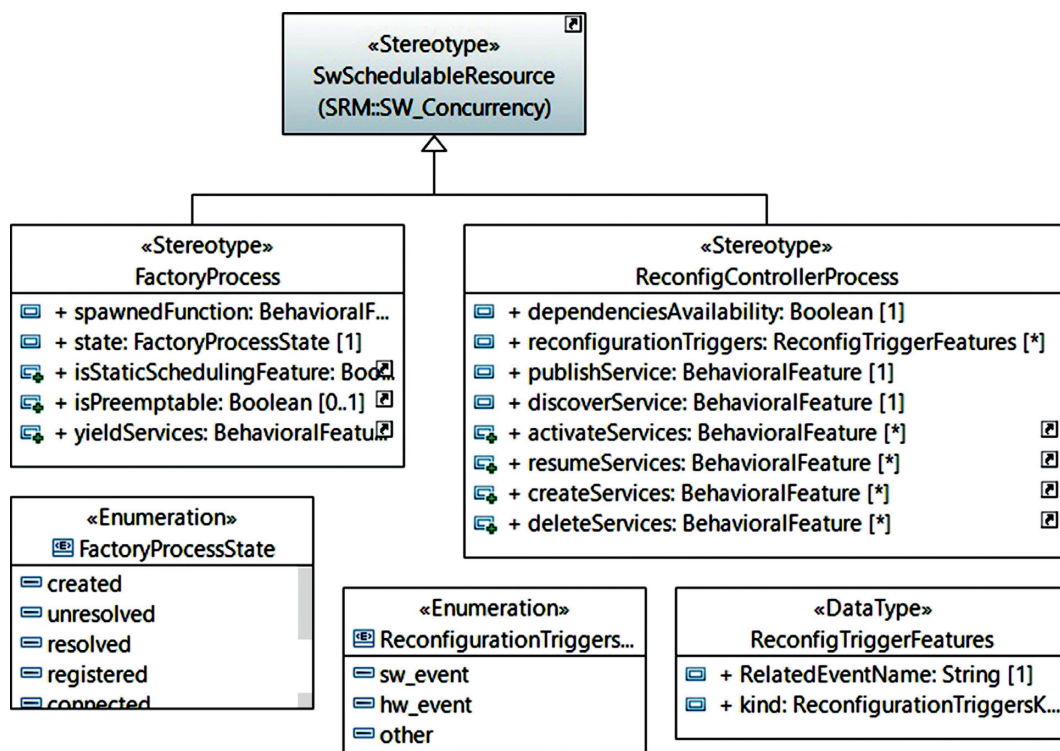 «Stereotype»
SwSchedulableResource
(SRM::SW_Concurrency)
«Stereotype»
FactoryProcess
+ spawnedFunction: BehavioralF...
+ state: FactoryProcessState [1]
+ isStaticSchedulingFeature: Boo...
+ isPreemptable: Boolean [0..1]
+ yieldServices: BehavioralFeatu...
«Stereotype»
ReconfigControllerProcess
+ dependenciesAvailability: Boolean [1]
+ reconfigurationTriggers: ReconfigTriggerFeatures [*]
+ publishService: BehavioralFeature [1]
+ discoverService: BehavioralFeature [1]
+ activateServices: BehavioralFeature [*]
+ resumeServices: BehavioralFeature [*]
+ createServices: BehavioralFeature [*]
+ deleteServices: BehavioralFeature [*]
«Enumeration»
FactoryProcessState
created
unresolved
resolved
registered
connected
«Enumeration»
ReconfigurationTriggers...
sw_event
hw_event
other
«DataType»
ReconfigTriggerFeatures
+ RelatedEventName: String [1]
+ kind: ReconfigurationTriggersK...